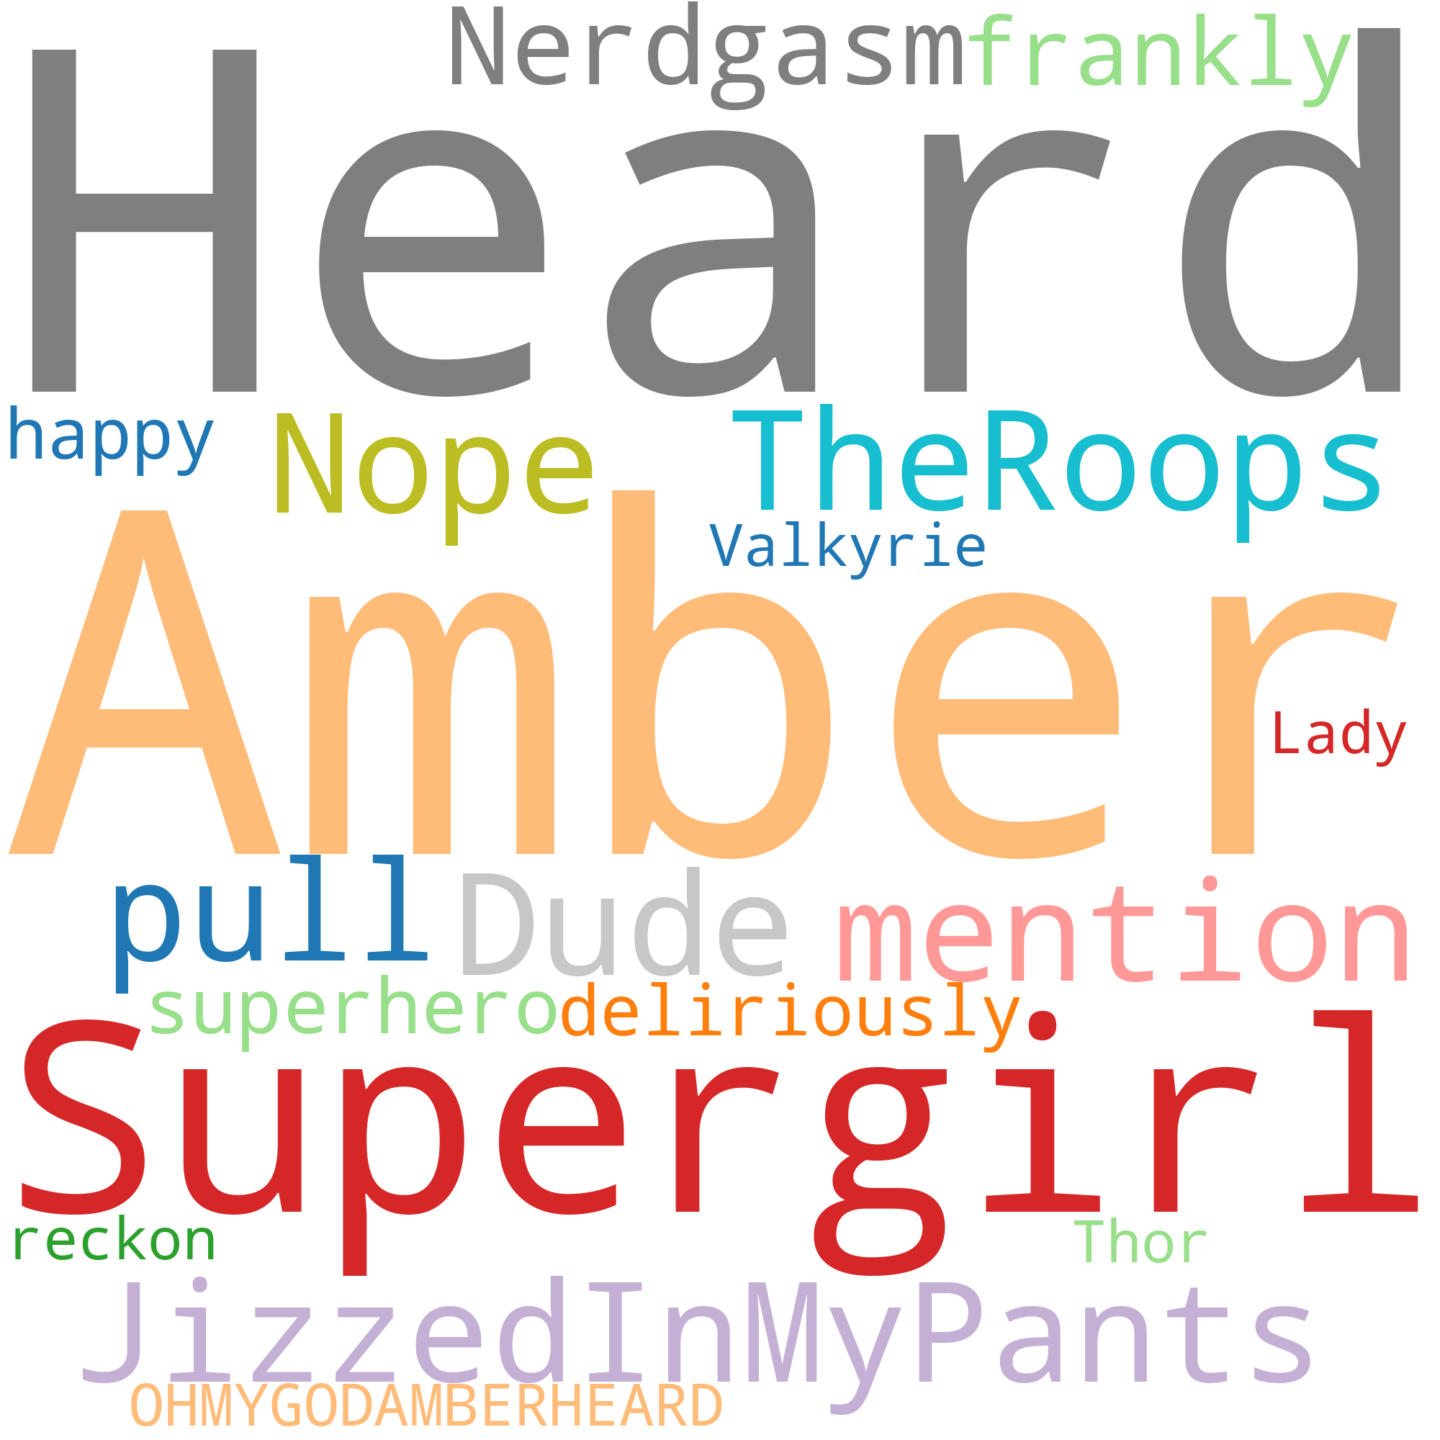 Nerdgasm frankly
Heard
happy Nope TheRoops
Valkyrie
Amber
Lady
pull Dude mention
superhero deliriously
Supergirl
reckon Thor
JizzedInMyPants
OHMYGODAMBERHEARD